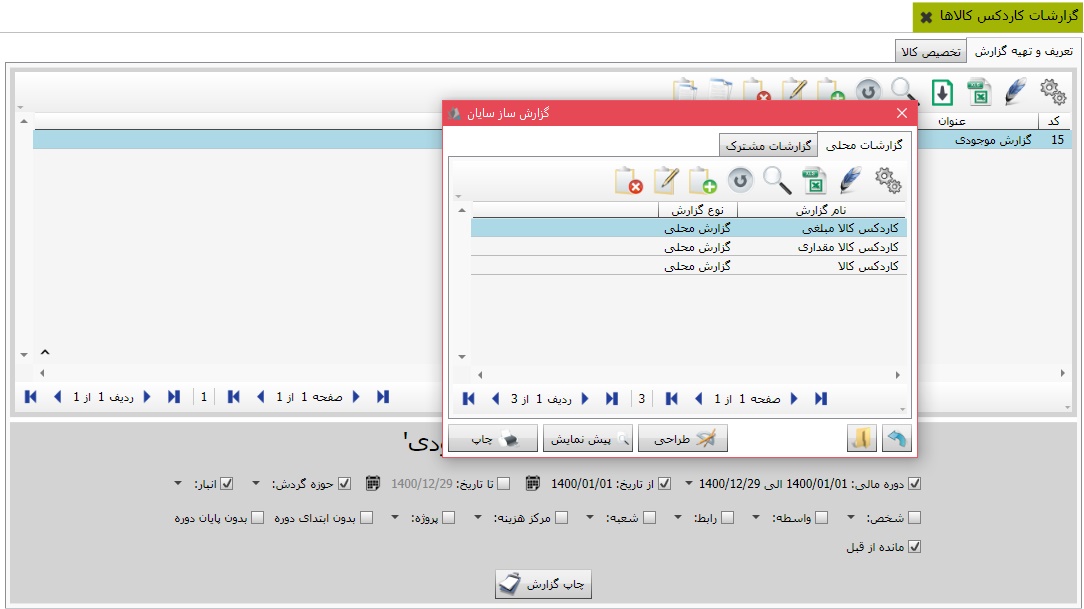 گزارشات کاردکس کالاها
تعریف و تهیه گزارش
تخصیص کالا
کد
عنوان
15
گزارش موجودی
گزارش ساز سایان
گزارشات محلی
گزارشات مشترک
نام گزارش
نوع گزارش
کاردکس کالا مبلغی
گزارش محلی
کاردکس کالا مقداری
گزارش محلی
کاردکس کالا
گزارش محلی
صفحه 1 از 1
3
ردیف 1 از 3
طراحی
پیش نمایش
چاپ
صفحه 1 از 1
1
ردیف 1 از 1
دوره مالی: 1400/01/01 الی 1400/12/29
از تاریخ: 1400/01/01
تا تاریخ: 1400/12/29
حوزه گردش:
انبار:
شخص:
واسطه:
رابط:
شعبه:
مرکز هزینه:
پروژه:
بدون ابتدای دوره
بدون پایان دوره
مانده از قبل
چاپ گزارش